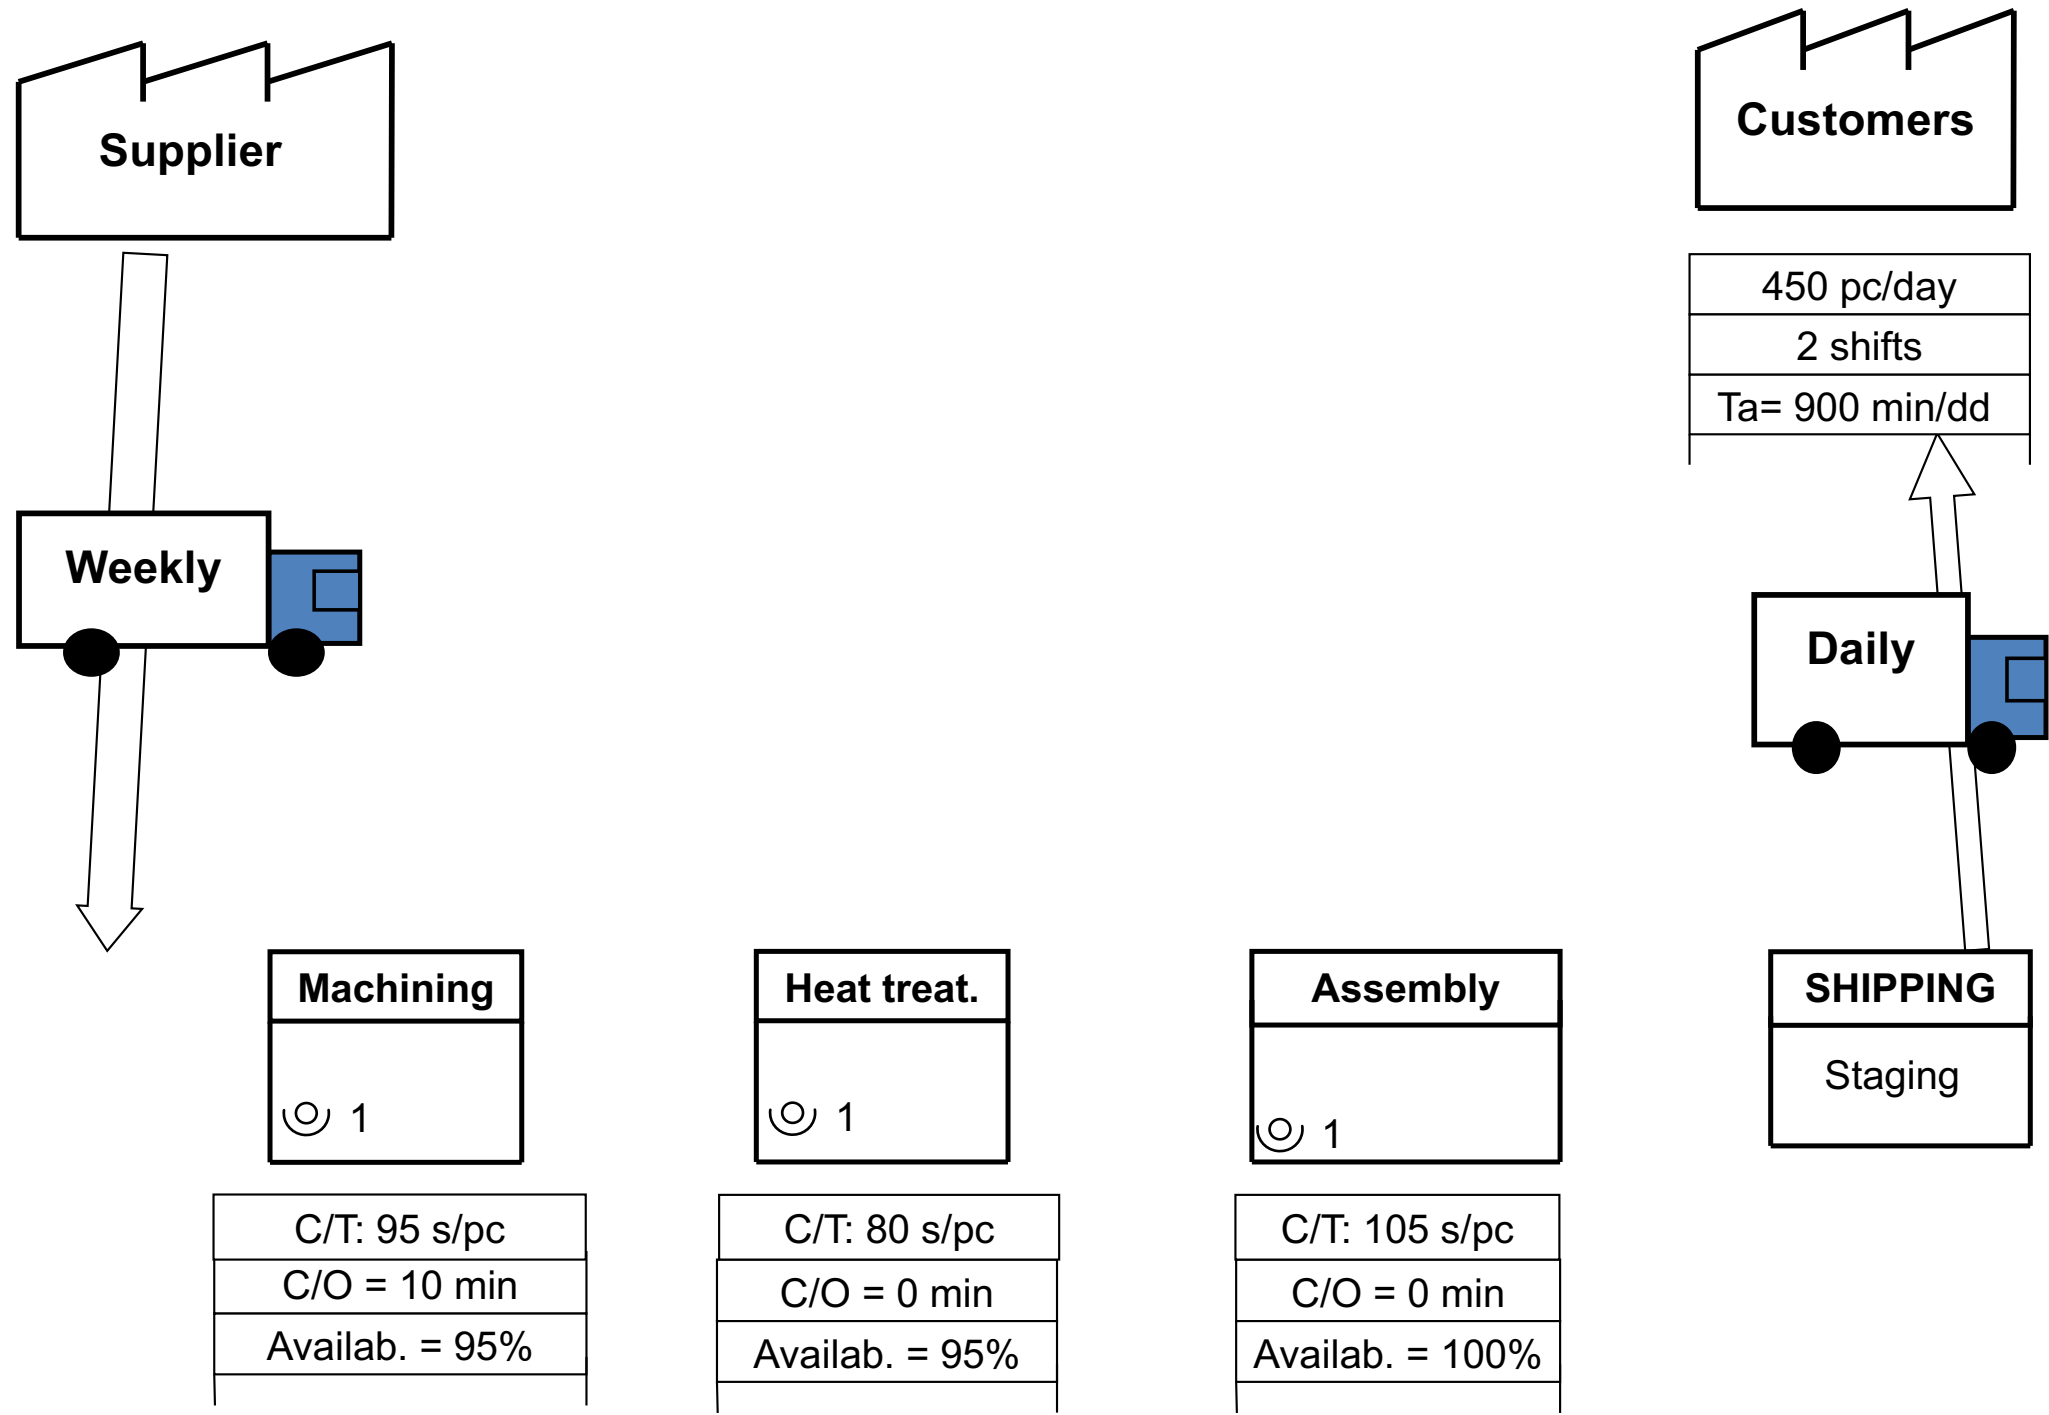 Supplier
Customers
450 pc/day
2 shifts
Ta= 900 min/dd
Weekly
Daily
Machining
1
Heat treat.
1
Assembly
1
SHIPPING
Staging
C/T: 95 s/pc
C/O = 10 min
Availab. = 95%
C/T: 80 s/pc
C/O = 0 min
Availab. = 95%
C/T: 105 s/pc
C/O = 0 min
Availab. = 100%